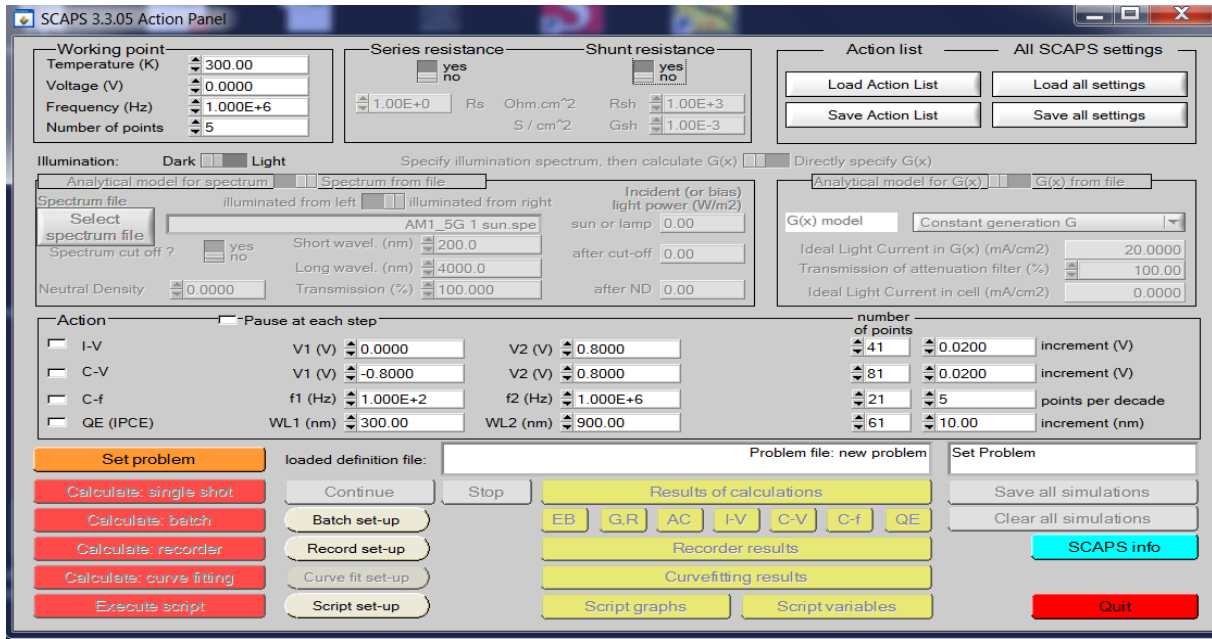 SCAPS 3.3.05 Action Panel
Working point
Temperature (K) 300.00
Voltage (V) 0.0000
Frequency (Hz) 1.000E+6
Number of points 5
Series resistance Shunt resistance
yes yes
no no
1.00E+0 Rs Ohm.cm^2 Rsh 1.00E+3
S / cm^2 Gsh 1.00E-3
Action list All SCAPS settings
Load Action List Load all settings
Save Action List Save all settings
Illumination: Dark Light Specify illumination spectrum, then calculate G(x) Directly specify G(x)
Analytical model for spectrum Spectrum from file
Spectrum file illuminated from left illuminated from right Incident (or bias)
light power (W/m2)
Select
spectrum file
AM1_5G 1 sun.spe sun or lamp 0.00
Spectrum cut off ? yes
no
Short wavel. (nm) 200.0 after cut-off 0.00
Long wavel. (nm) 4000.0
Neutral Density 0.0000 Transmission (%) 100.000 after ND 0.00
Analytical model for G(x) G(x) from file
G(x) model Constant generation G
Ideal Light Current in G(x) (mA/cm2) 20.0000
Transmission of attenuation filter (%) 100.00
Ideal Light Current in cell (mA/cm2) 0.0000
Action Pause at each step number
of points
I-V V1 (V) 0.0000 V2 (V) 0.8000 41 0.0200 increment (V)
C-V V1 (V) -0.8000 V2 (V) 0.8000 81 0.0200 increment (V)
C-f f1 (Hz) 1.000E+2 f2 (Hz) 1.000E+6 21 5 points per decade
QE (IPCE) WL1 (nm) 300.00 WL2 (nm) 900.00 61 10.00 increment (nm)
Set problem loaded definition file: Problem file: new problem Set Problem
Calculate: single shot Continue Stop Results of calculations Save all simulations
Calculate: batch Batch set-up EB G,R AC I-V C-V C-f QE Clear all simulations
Calculate: recorder Record set-up Recorder results SCAPS info
Calculate: curve fitting Curve fit set-up Curvefitting results
Execute script Script set-up Script graphs Script variables Quit